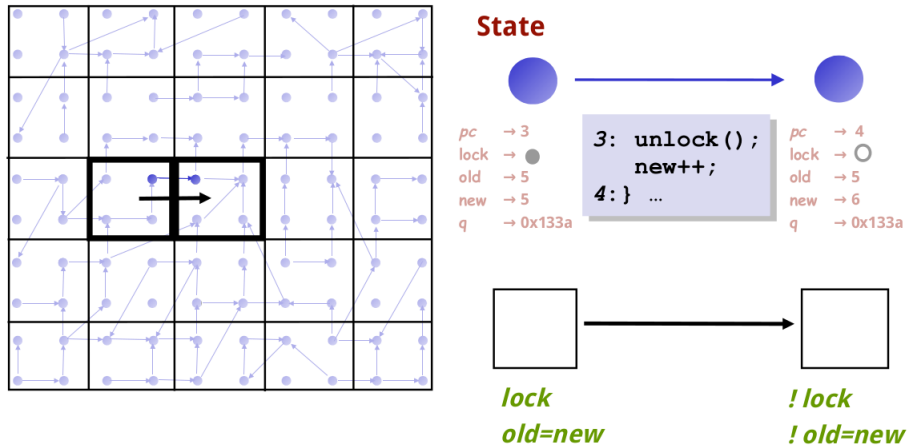 State
pc → 3
lock →
old → 5
new → 5
q → 0x133a
3: unlock();
new++;
4:} …
pc → 4
lock →
old → 5
new → 6
q → 0x133a
lock
old=new
! lock
! old=new